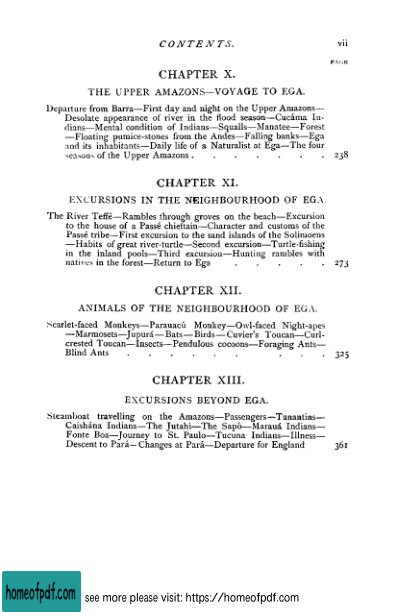 CONTENTS. vii
PAGE
CHAPTER X.
THE UPPER AMAZONS—VOYAGE TO EGA.
Departure from Barra—First day and night on the Upper Amazons—
Desolate appearance of river in the flood season—Cucáma In-
dians—Mental condition of Indians—Squalls—Manatee—Forest
—Floating pumice-stones from the Andes—Falling banks—Ega
and its inhabitants—Daily life of a Naturalist at Ega—The four
seasons of the Upper Amazons . . . . . . . 238
CHAPTER XI.
EXCURSIONS IN THE NEIGHBOURHOOD OF EGA.
The River Teffé—Rambles through groves on the beach—Excursion
to the house of a Passé chieftain—Character and customs of the
Passé tribe—First excursion to the sand islands of the Solimoens
—Habits of great river-turtle—Second excursion—Turtle-fishing
in the inland pools—Third excursion—Hunting rambles with
natives in the forest—Return to Ega . . . . . 273
CHAPTER XII.
ANIMALS OF THE NEIGHBOURHOOD OF EGA.
Scarlet-faced Monkeys—Parauacú Monkey—Owl-faced Night-apes
—Marmosets—Jupurá—Bats—Birds—Cuvier's Toucan—Curl-
crested Toucan—Insects—Pendulous cocoons—Foraging Ants—
Blind Ants . . . . . . . . . 325
CHAPTER XIII.
EXCURSIONS BEYOND EGA.
Steamboat travelling on the Amazons—Passengers—Tunantins—
Caishána Indians—The Jutahí—The Sapó—Marauá Indians—
Fonte Boa—Journey to St. Paulo—Tucuna Indians—Illness—
Descent to Pará—Changes at Pará—Departure for England 361
homeofpdf.com see more please visit: https://homeofpdf.com